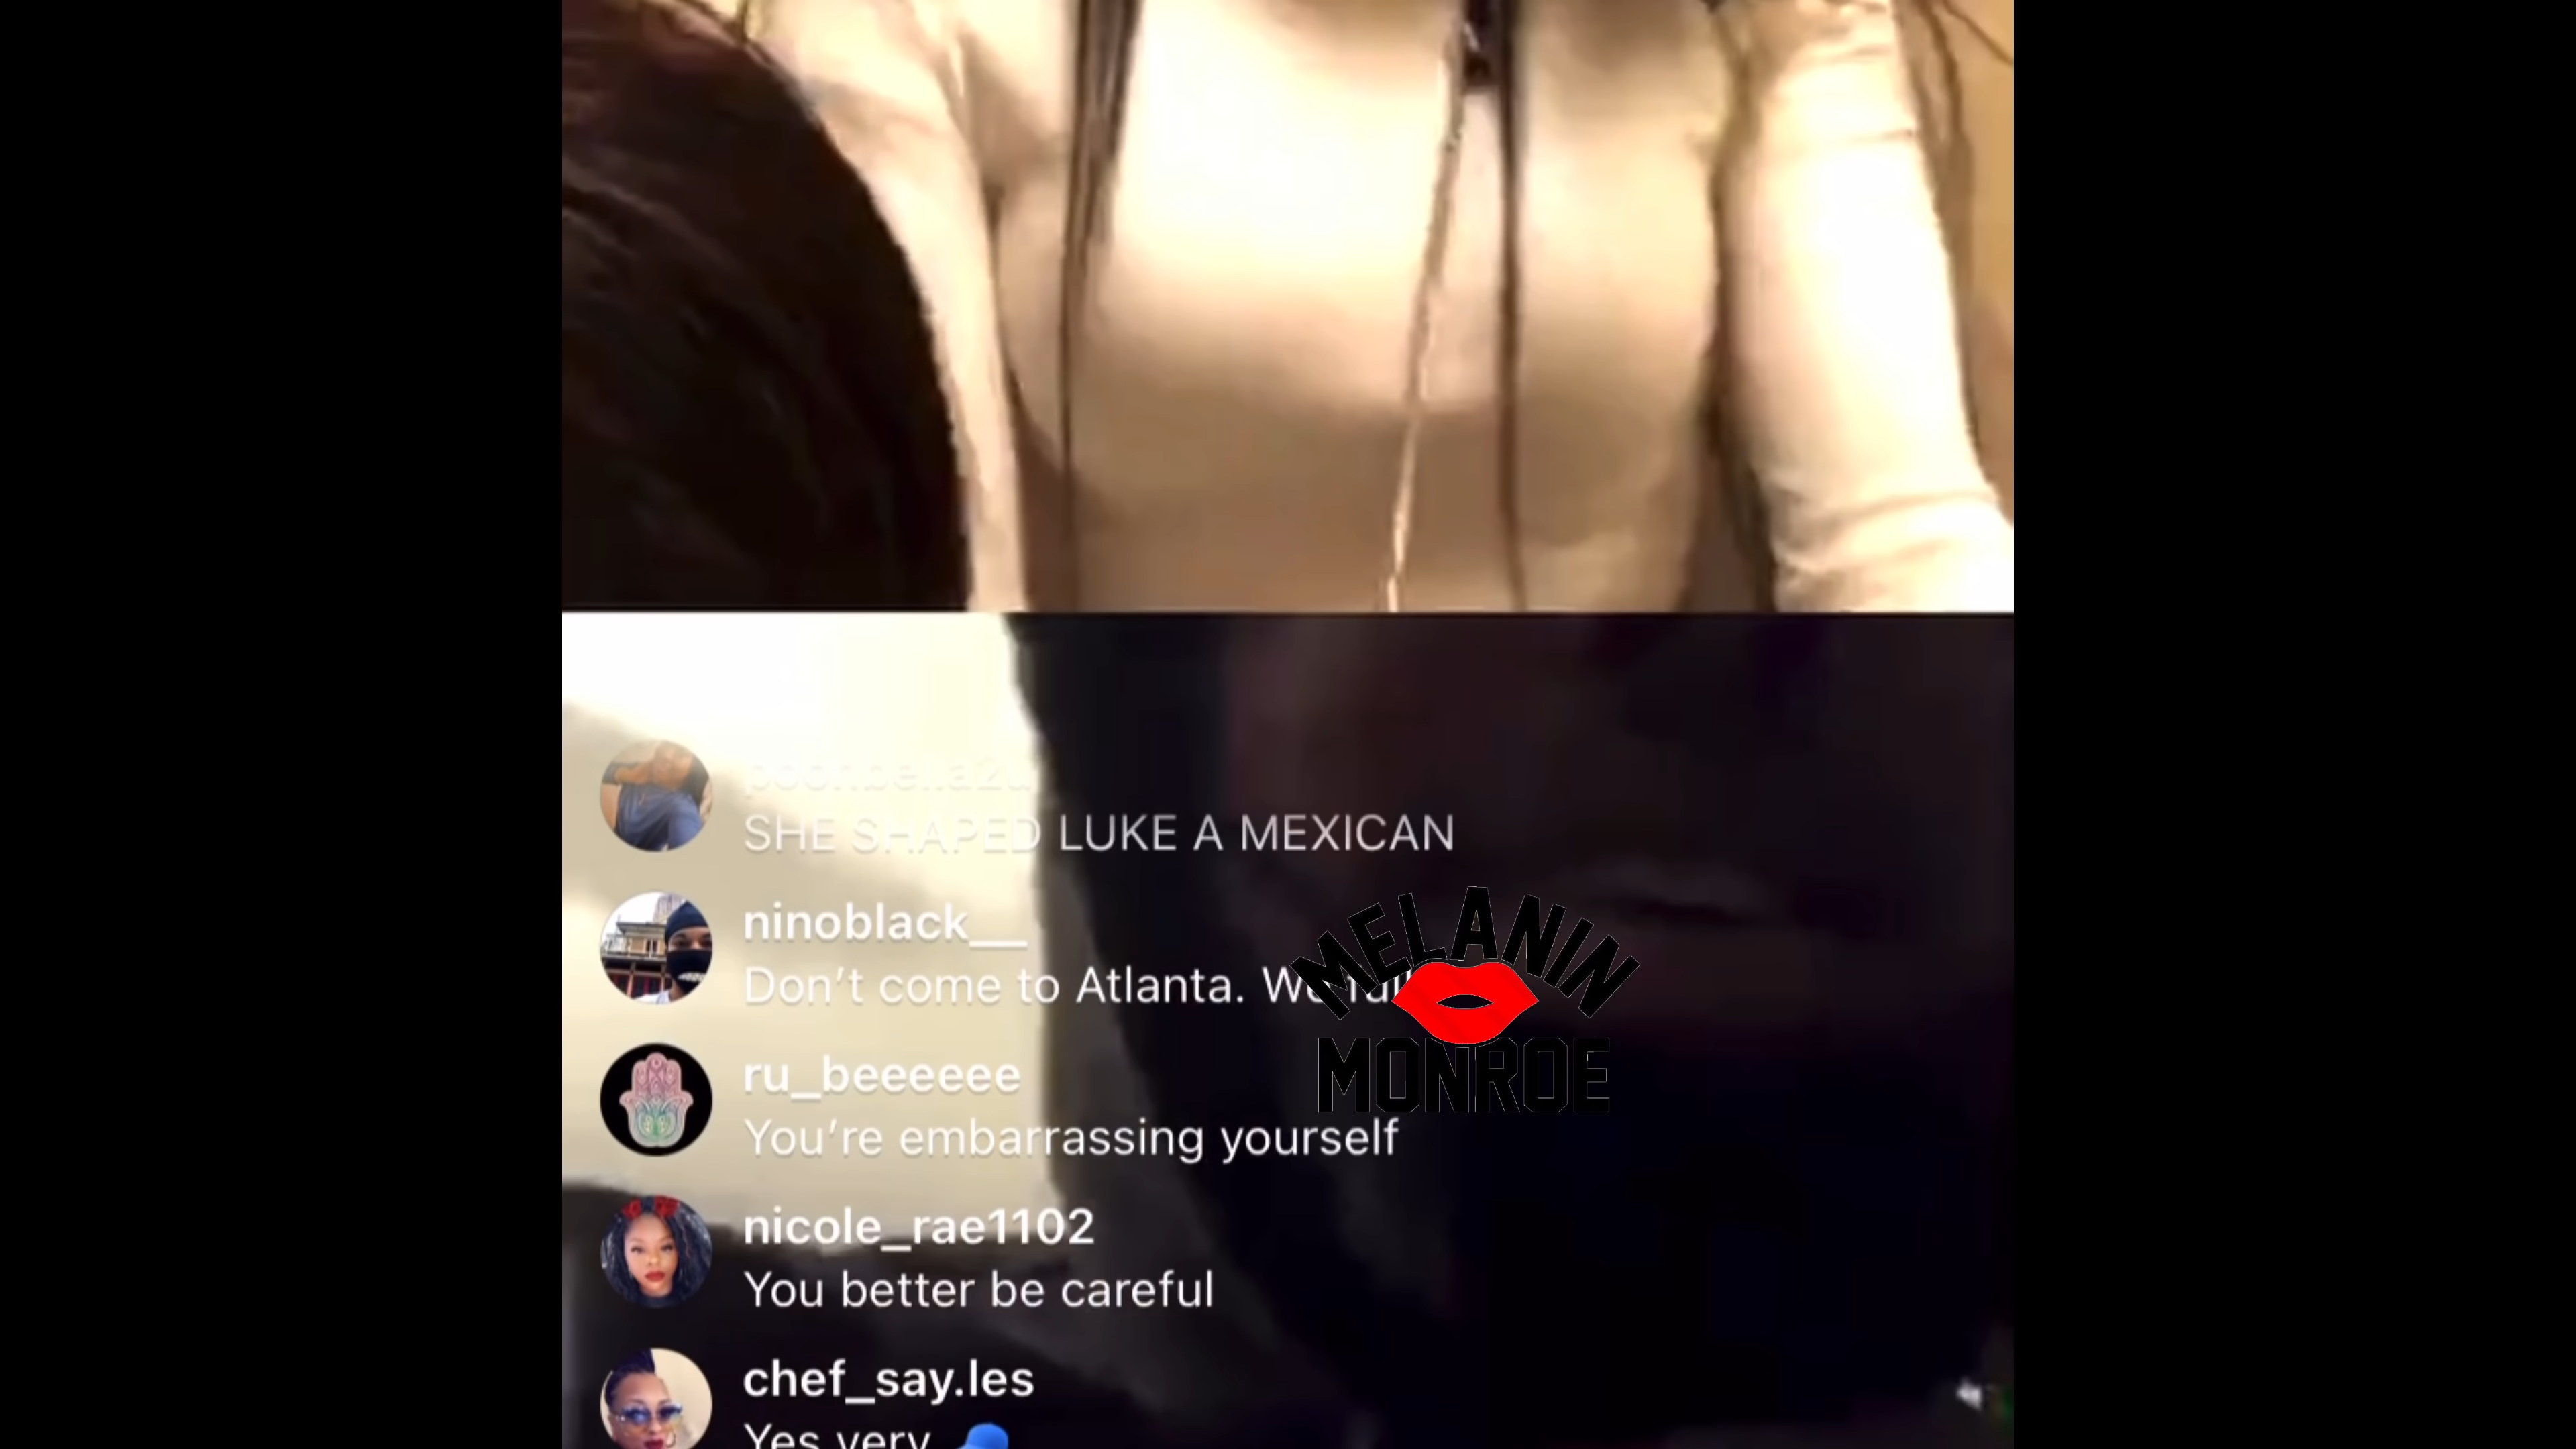 SHE SHAPED LUKE A MEXICAN
ninoblack__
Don't come to Atlanta. We
MELANIN
MONROE
ru_beeeeee
You're embarrassing yourself
nicole_rae1102
You better be careful
chef_say.les
Yes very